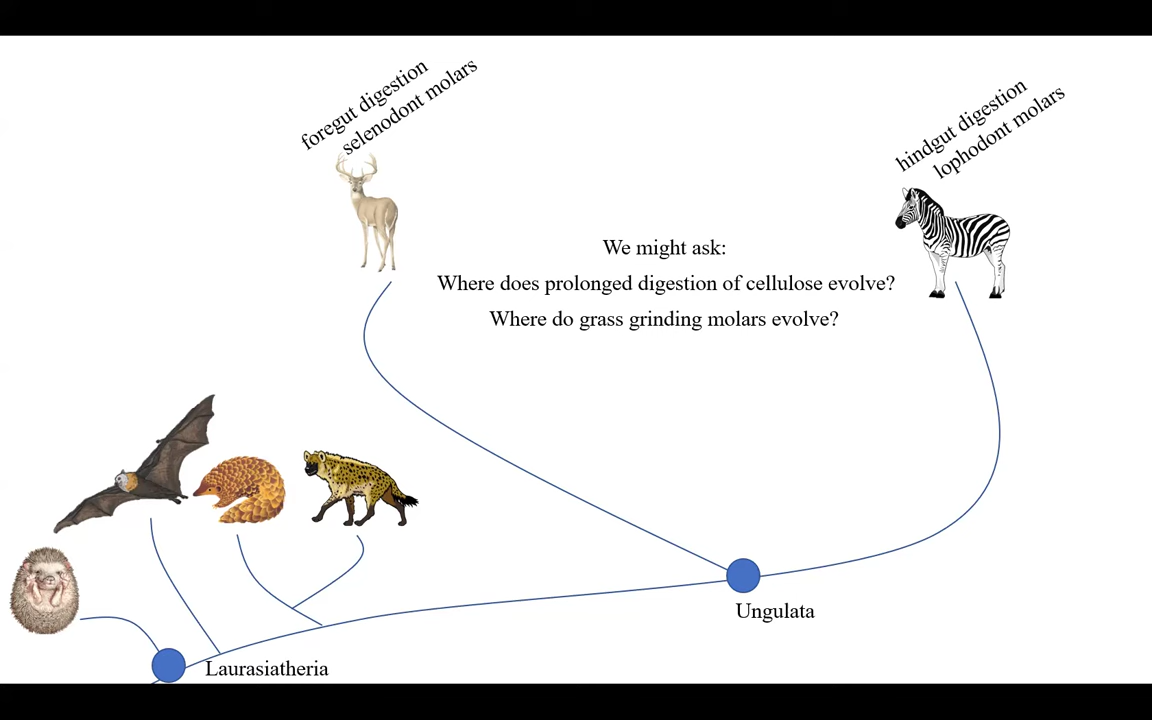 foregut digestion
selenodont molars
hindgut digestion
lophodont molars
We might ask:
Where does prolonged digestion of cellulose evolve?
Where do grass grinding molars evolve?
Ungulata
Laurasiatheria